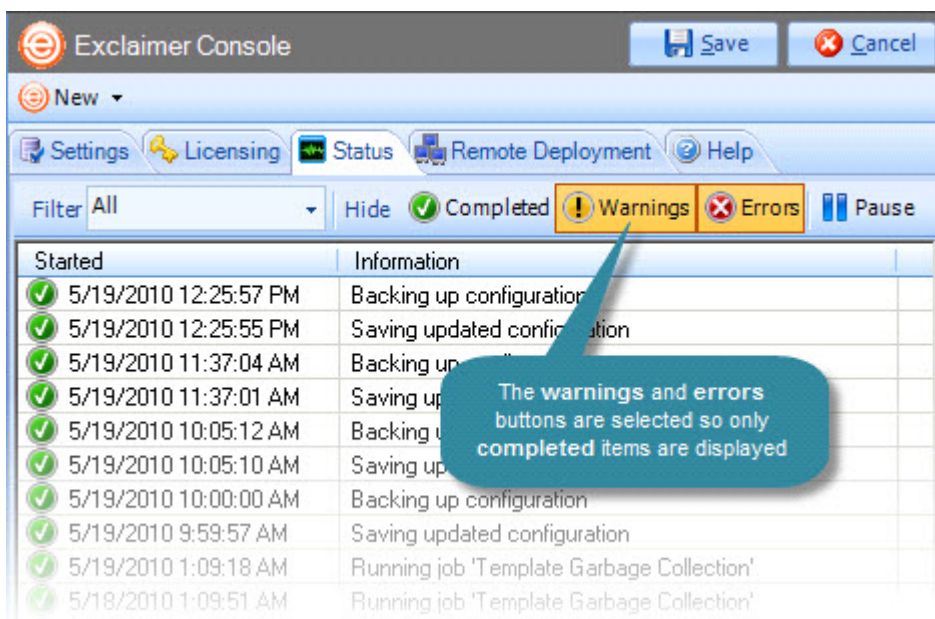 Exclaimer Console Save Cancel
New
Settings Licensing Status Remote Deployment Help
Filter All Hide Completed Warnings Errors Pause
Started Information
5/19/2010 12:25:57 PM Backing up configuration
5/19/2010 12:25:55 PM Saving updated configuration
5/19/2010 11:37:04 AM Backing up
5/19/2010 11:37:01 AM Saving
5/19/2010 10:05:12 AM Backing
5/19/2010 10:05:10 AM Saving
5/19/2010 10:00:00 AM Backing up configuration
5/19/2010 9:59:57 AM Saving updated configuration
5/19/2010 1:09:18 AM Running job 'Template Garbage Collection'
5/18/2010 1:09:51 AM Running job 'Template Garbage Collection'
The warnings and errors
buttons are selected so only
completed items are displayed